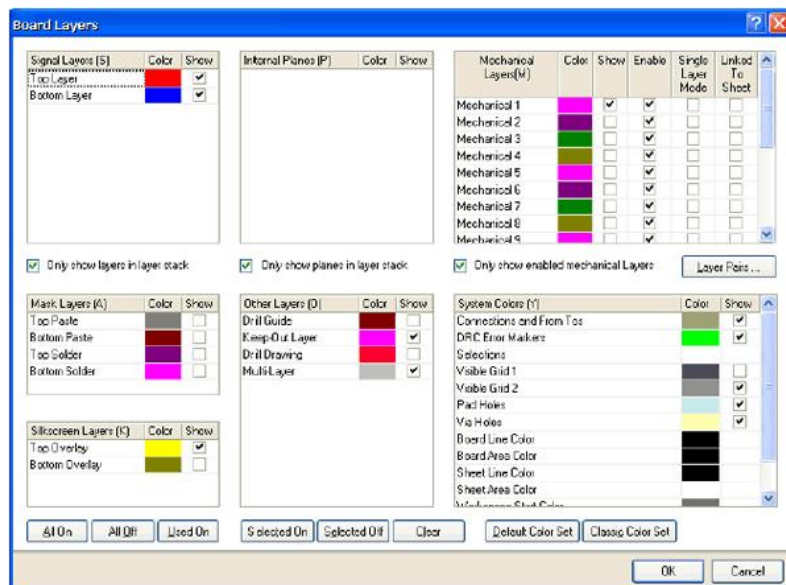 Board Layers
Signal Layers (S) Color Show
Top Layer
Bottom Layer
Internal Planes (P) Color Show
Mechanical Layers(M) Color Show Enable Single Layer Mode Linked To Sheet
Mechanical 1
Mechanical 2
Mechanical 3
Mechanical 4
Mechanical 5
Mechanical 6
Mechanical 7
Mechanical 8
Mechanical 9
Only show layers in layer stack
Only show planes in layer stack
Only show enabled mechanical Layers
Layer Pairs ...
Mask Layers (A) Color Show
Top Paste
Bottom Paste
Top Solder
Bottom Solder
Other Layers (O) Color Show
Drill Guide
Keep-Out Layer
Drill Drawing
Multi-Layer
System Colors (Y) Color Show
Connections and From Tos
DRC Error Markers
Selections
Visible Grid 1
Visible Grid 2
Pad Holes
Via Holes
Board Line Color
Board Area Color
Sheet Line Color
Sheet Area Color
Workspace Start Color
Silkscreen Layers (K) Color Show
Top Overlay
Bottom Overlay
All On All Off Used On Selected On Selected Off Clear Default Color Set Classic Color Set
OK Cancel